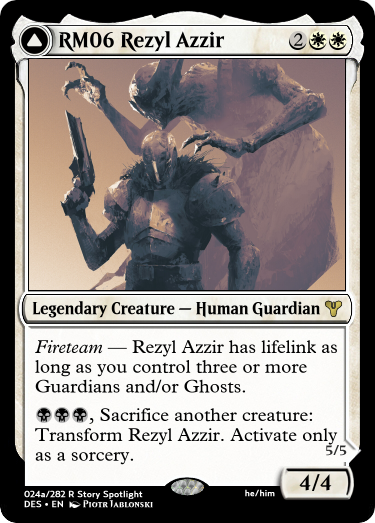 RM06 Rezyl Azzir 2
Legendary Creature — Human Guardian
Fireteam — Rezyl Azzir has lifelink as
long as you control three or more
Guardians and/or Ghosts.
, Sacrifice another creature:
Transform Rezyl Azzir. Activate only
as a sorcery.
5/5
4/4
024a/282 R Story Spotlight
DES • EN Piotr Jabłoński
he/him